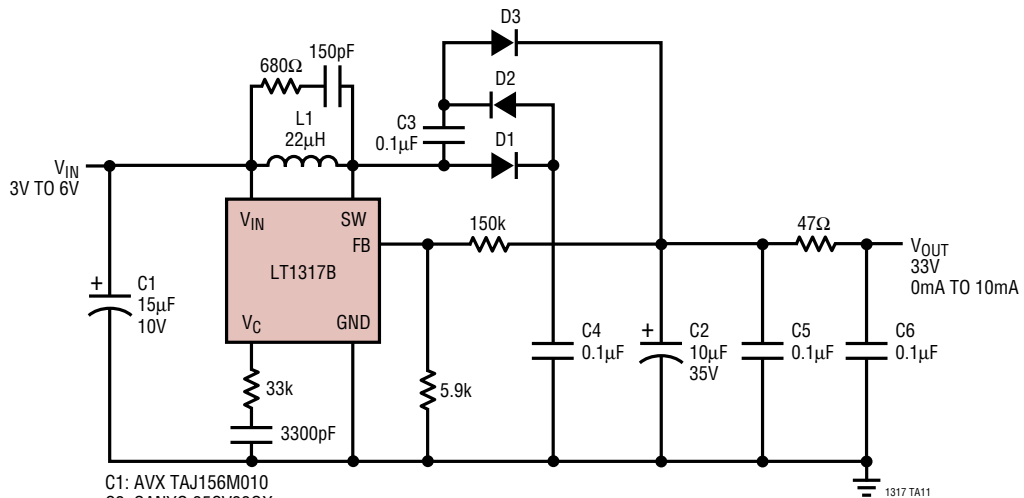 D3
150pF
680Ω
D2
L1
22µH
C3
0.1µF
D1
VIN
3V TO 6V
VIN
SW
150k
47Ω
FB
VOUT
33V
0mA TO 10mA
LT1317B
C1
15µF
10V
VC
GND
C4
0.1µF
C2
10µF
35V
C5
0.1µF
C6
0.1µF
33k
5.9k
3300pF
C1: AVX TAJ156M010
1317 TA11